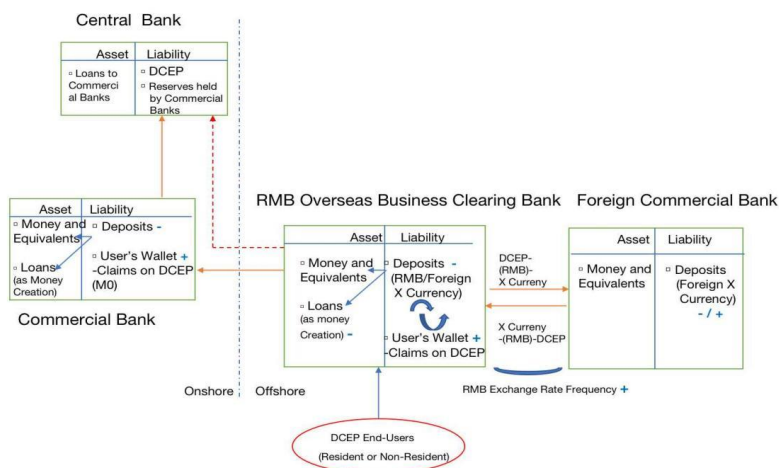 Central Bank
Asset
Liability
▫ Loans to
Commerci
al Banks
▫ DCEP
▫ Reserves held
by Commercial
Banks
Asset
Liability
▫ Money and
Equivalents
▫ Loans
(as Money
Creation)
▫ Deposits -
▫ User's Wallet +
-Claims on DCEP
(M0)
Commercial Bank
RMB Overseas Business Clearing Bank
Asset
Liability
▫ Money and
Equivalents
▫ Loans
(as money
Creation) -
▫ Deposits -
(RMB/Foreign
X Currency)
▫ User's Wallet +
-Claims on DCEP
DCEP-
(RMB)-
X Curreny
X Curreny
-(RMB)-DCEP
RMB Exchange Rate Frequency +
Foreign Commercial Bank
Asset
Liability
▫ Money and
Equivalents
▫ Deposits
(Foreign X
Currency)
- / +
Onshore
Offshore
DCEP End-Users
(Resident or Non-Resident)